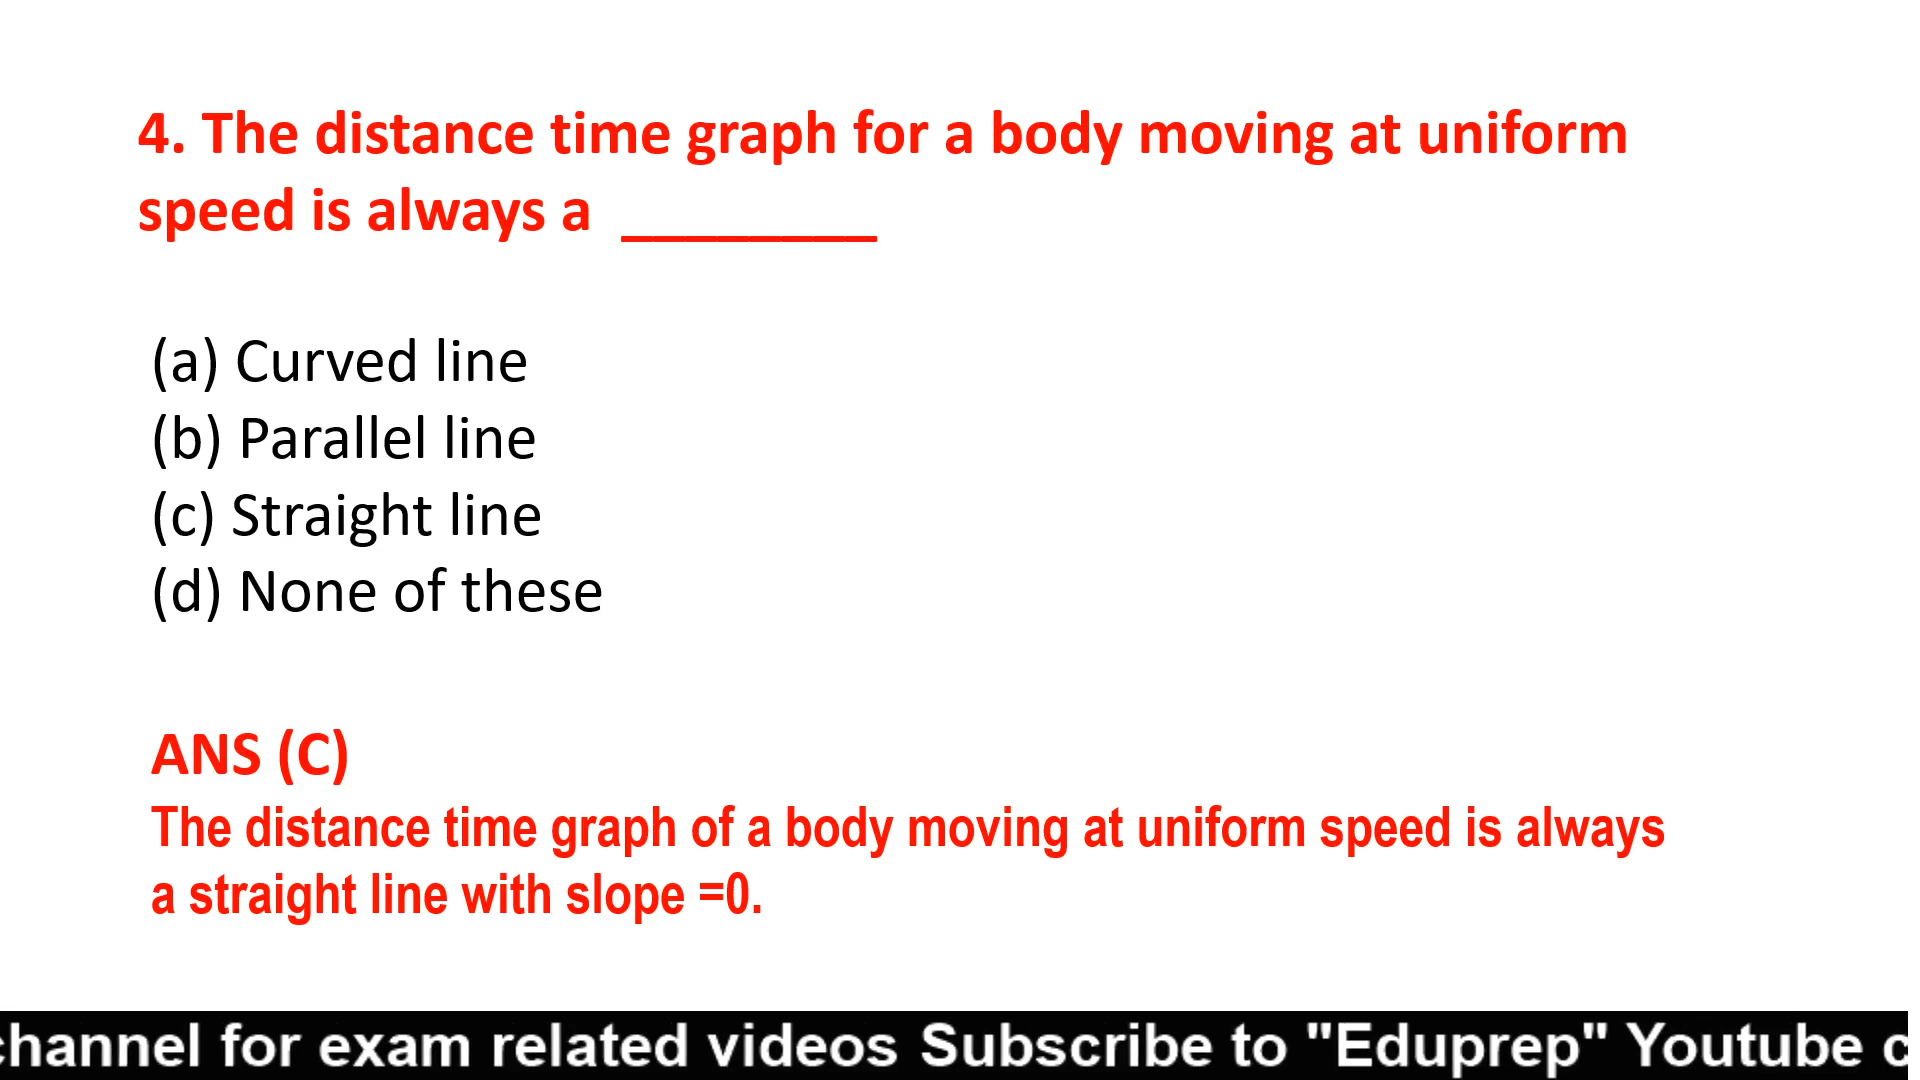 4. The distance time graph for a body moving at uniform
speed is always a ________
(a) Curved line
(b) Parallel line
(c) Straight line
(d) None of these
ANS (C)
The distance time graph of a body moving at uniform speed is always
a straight line with slope =0.
channel for exam related videos Subscribe to "Eduprep" Youtube c